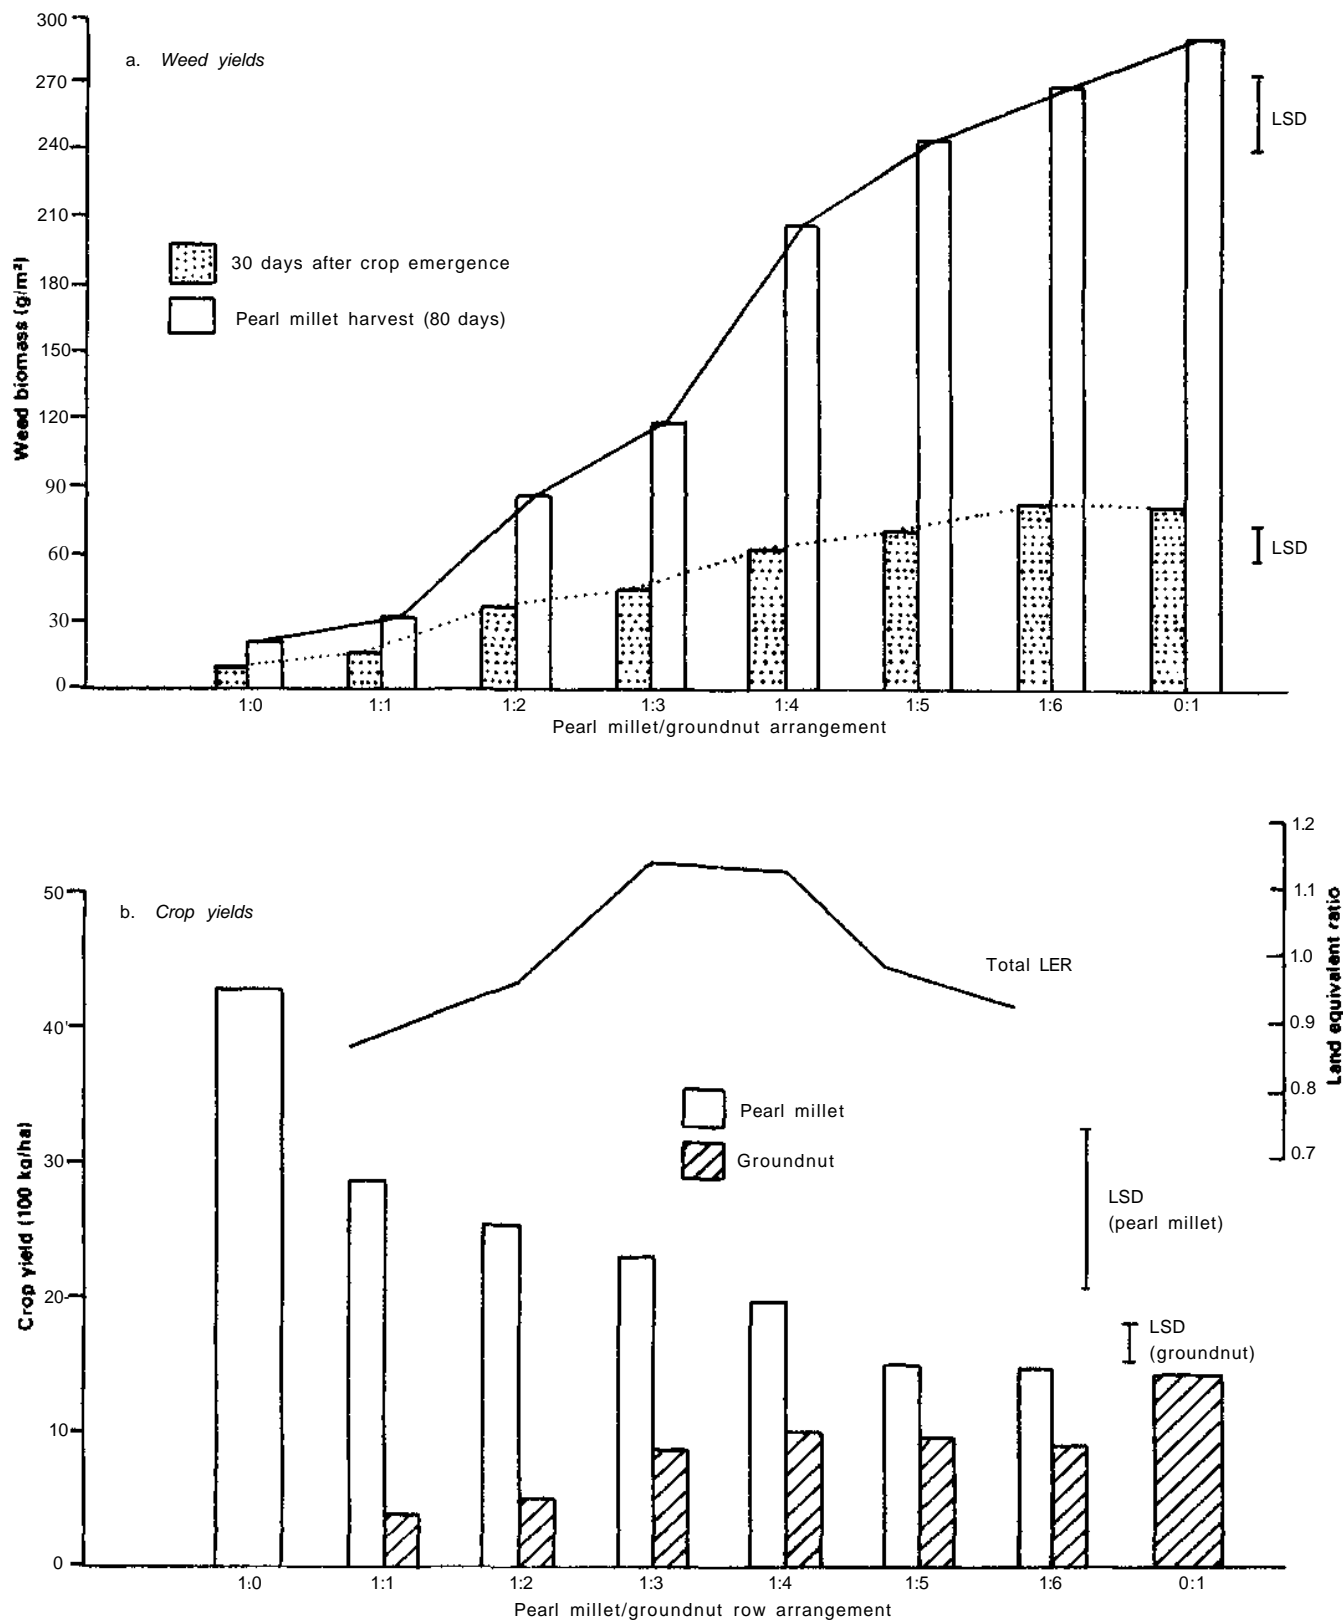 300
a. Weed yields
270
LSD
240
210
30 days after crop emergence
180
Pearl millet harvest (80 days)
150
120
90
60
LSD
30
0
Weed biomass (g/m²)
1:0 1:1 1:2 1:3 1:4 1:5 1:6 0:1
Pearl millet/groundnut arrangement
1.2
50
1.1
b. Crop yields
Total LER
1.0
40
0.9
0.8
Land equivalent ratio
Pearl millet
Groundnut
0.7
30
LSD
(pearl millet)
20
LSD
(groundnut)
10
0
Crop yield (100 kg/ha)
1:0 1:1 1:2 1:3 1:4 1:5 1:6 0:1
Pearl millet/groundnut row arrangement